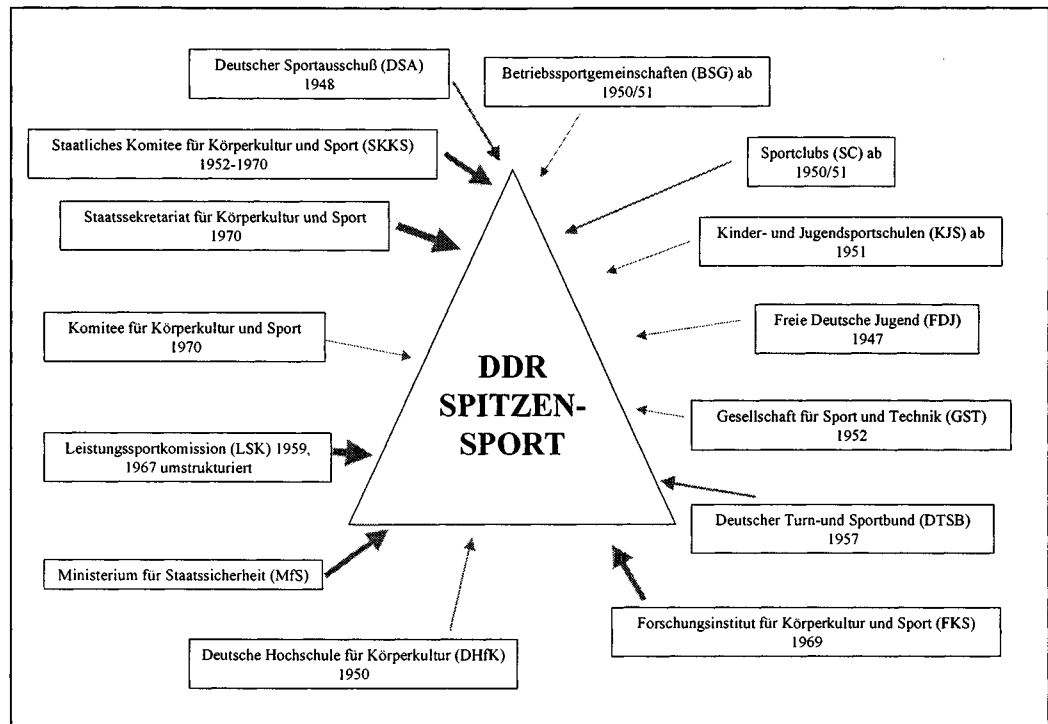 Deutscher Sportausschuß (DSA)
1948
Betriebssportgemeinschaften (BSG) ab
1950/51
Staatliches Komitee für Körperkultur und Sport (SKKS)
1952-1970
Sportclubs (SC) ab
1950/51
Staatssekretariat für Körperkultur und Sport
1970
Kinder- und Jugendsportschulen (KJS) ab
1951
Komitee für Körperkultur und Sport
1970
Freie Deutsche Jugend (FDJ)
1947
DDR
SPITZEN-
SPORT
Gesellschaft für Sport und Technik (GST)
1952
Leistungssportkomission (LSK) 1959,
1967 umstrukturiert
Deutscher Turn-und Sportbund (DTSB)
1957
Ministerium für Staatssicherheit (MfS)
Forschungsinstitut für Körperkultur und Sport (FKS)
1969
Deutsche Hochschule für Körperkultur (DHfK)
1950